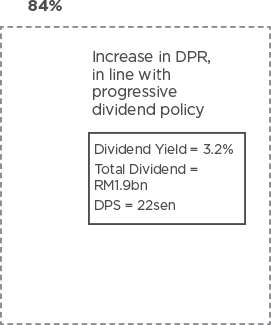 84%
Increase in DPR,
in line with
progressive
dividend policy
Dividend Yield = 3.2%
Total Dividend =
RM1.9bn
DPS = 22sen